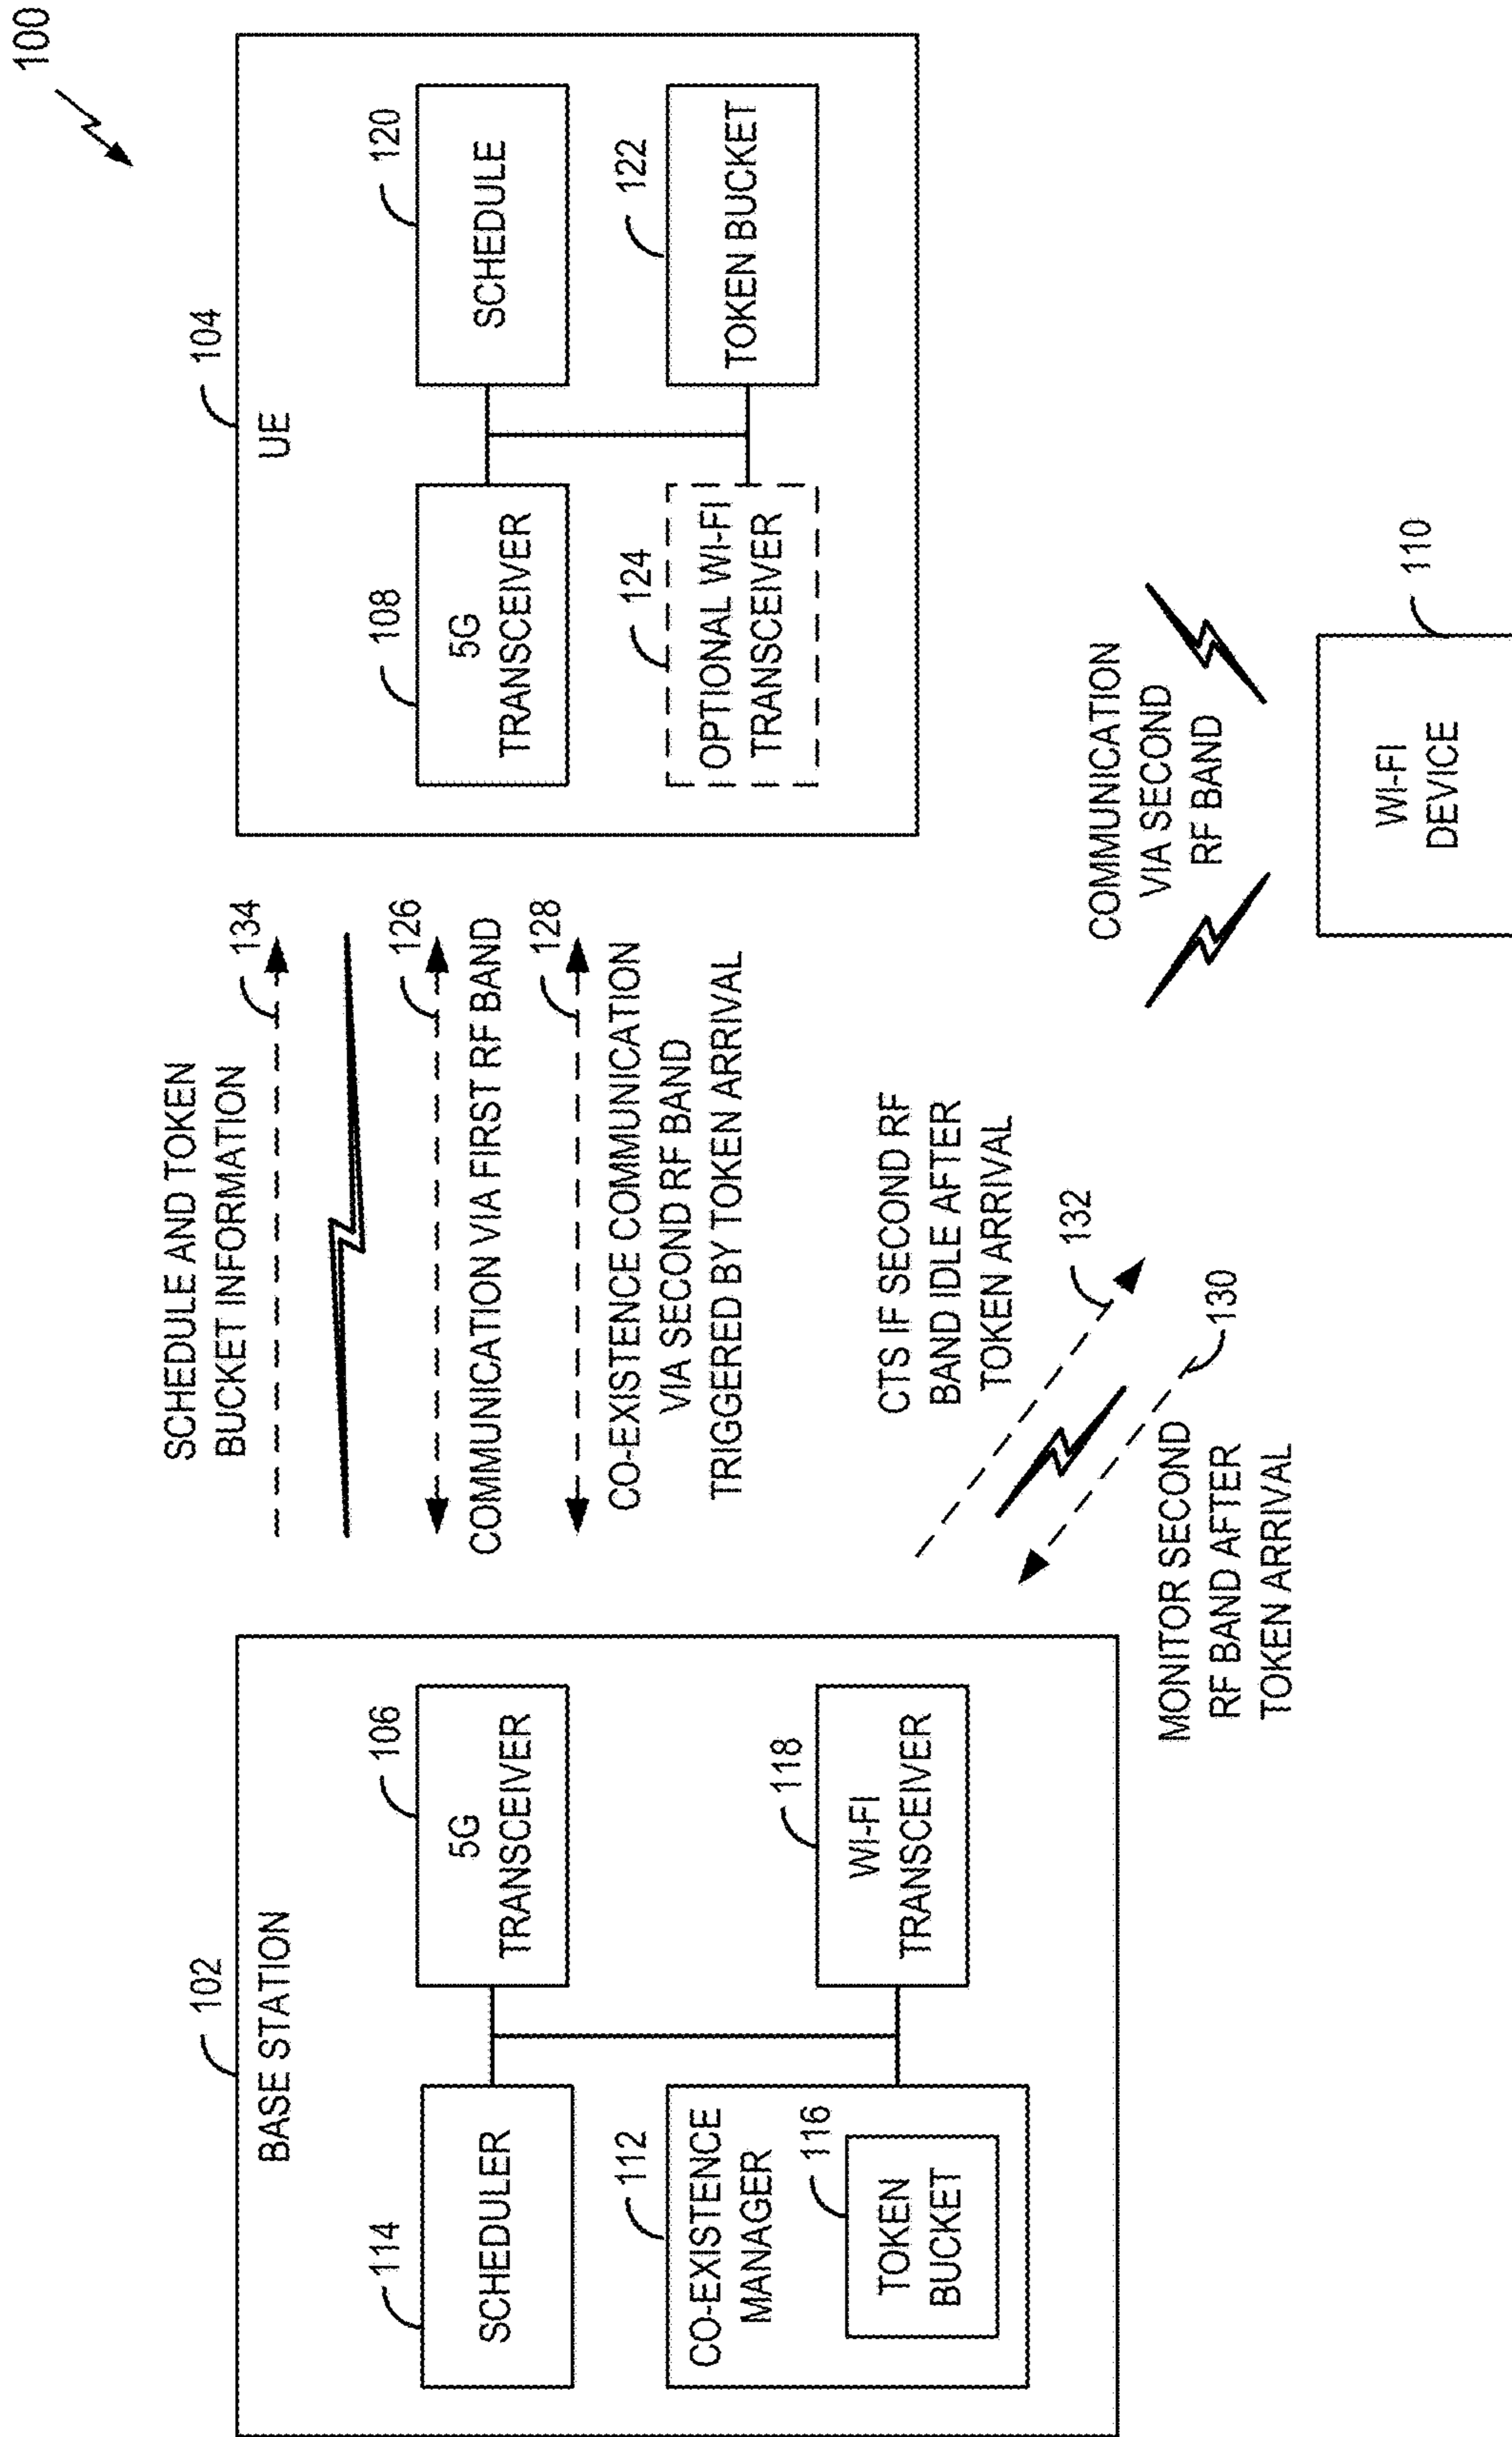 100
102
BASE STATION
114
SCHEDULER
106
5G
TRANSCEIVER
112
CO-EXISTENCE
MANAGER
116
TOKEN
BUCKET
118
WI-FI
TRANSCEIVER
SCHEDULE AND TOKEN
BUCKET INFORMATION
134
126
COMMUNICATION VIA FIRST RF BAND
128
CO-EXISTENCE COMMUNICATION
VIA SECOND RF BAND
TRIGGERED BY TOKEN ARRIVAL
CTS IF SECOND RF
BAND IDLE AFTER
TOKEN ARRIVAL
132
130
MONITOR SECOND
RF BAND AFTER
TOKEN ARRIVAL
104
UE
108
5G
TRANSCEIVER
120
SCHEDULE
124
OPTIONAL WI-FI
TRANSCEIVER
122
TOKEN BUCKET
COMMUNICATION
VIA SECOND
RF BAND
110
WI-FI
DEVICE